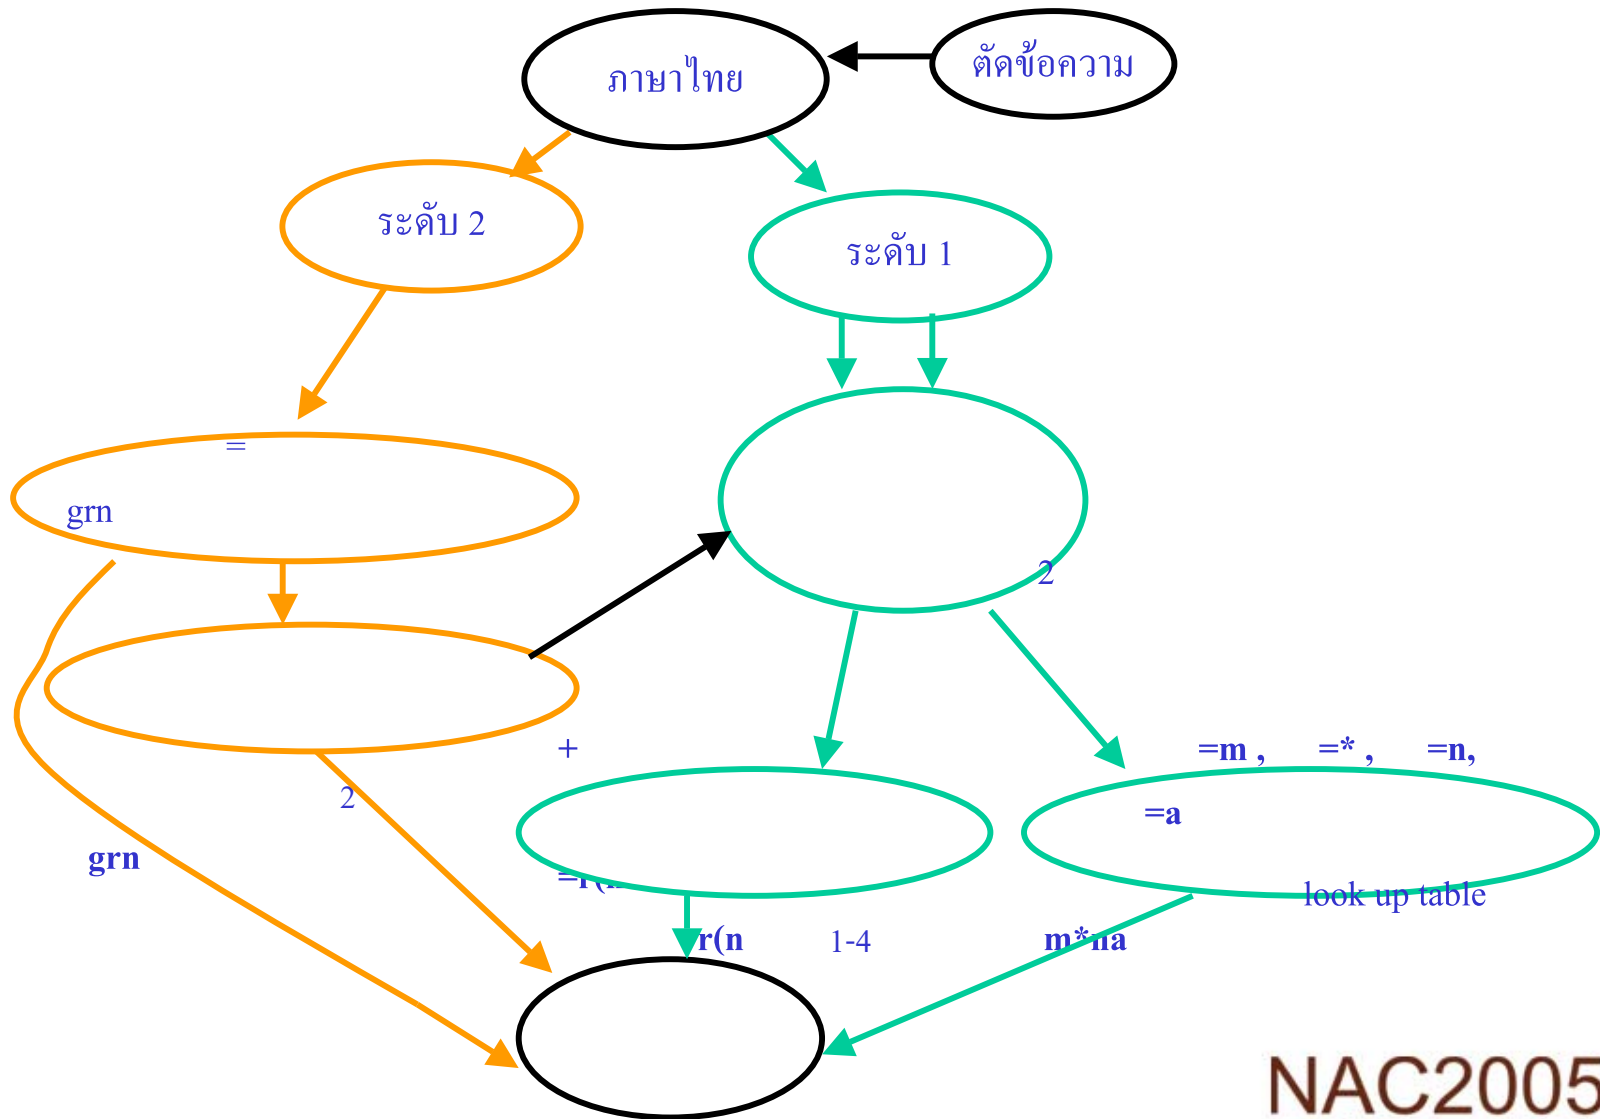 ภาษาไทย
ตัดข้อความ
ระดับ 2
ระดับ 1
=
grn
2
+
=m , =* , =n,
=a
2
grn
look up table
r(n 1-4 m*na
NAC2005